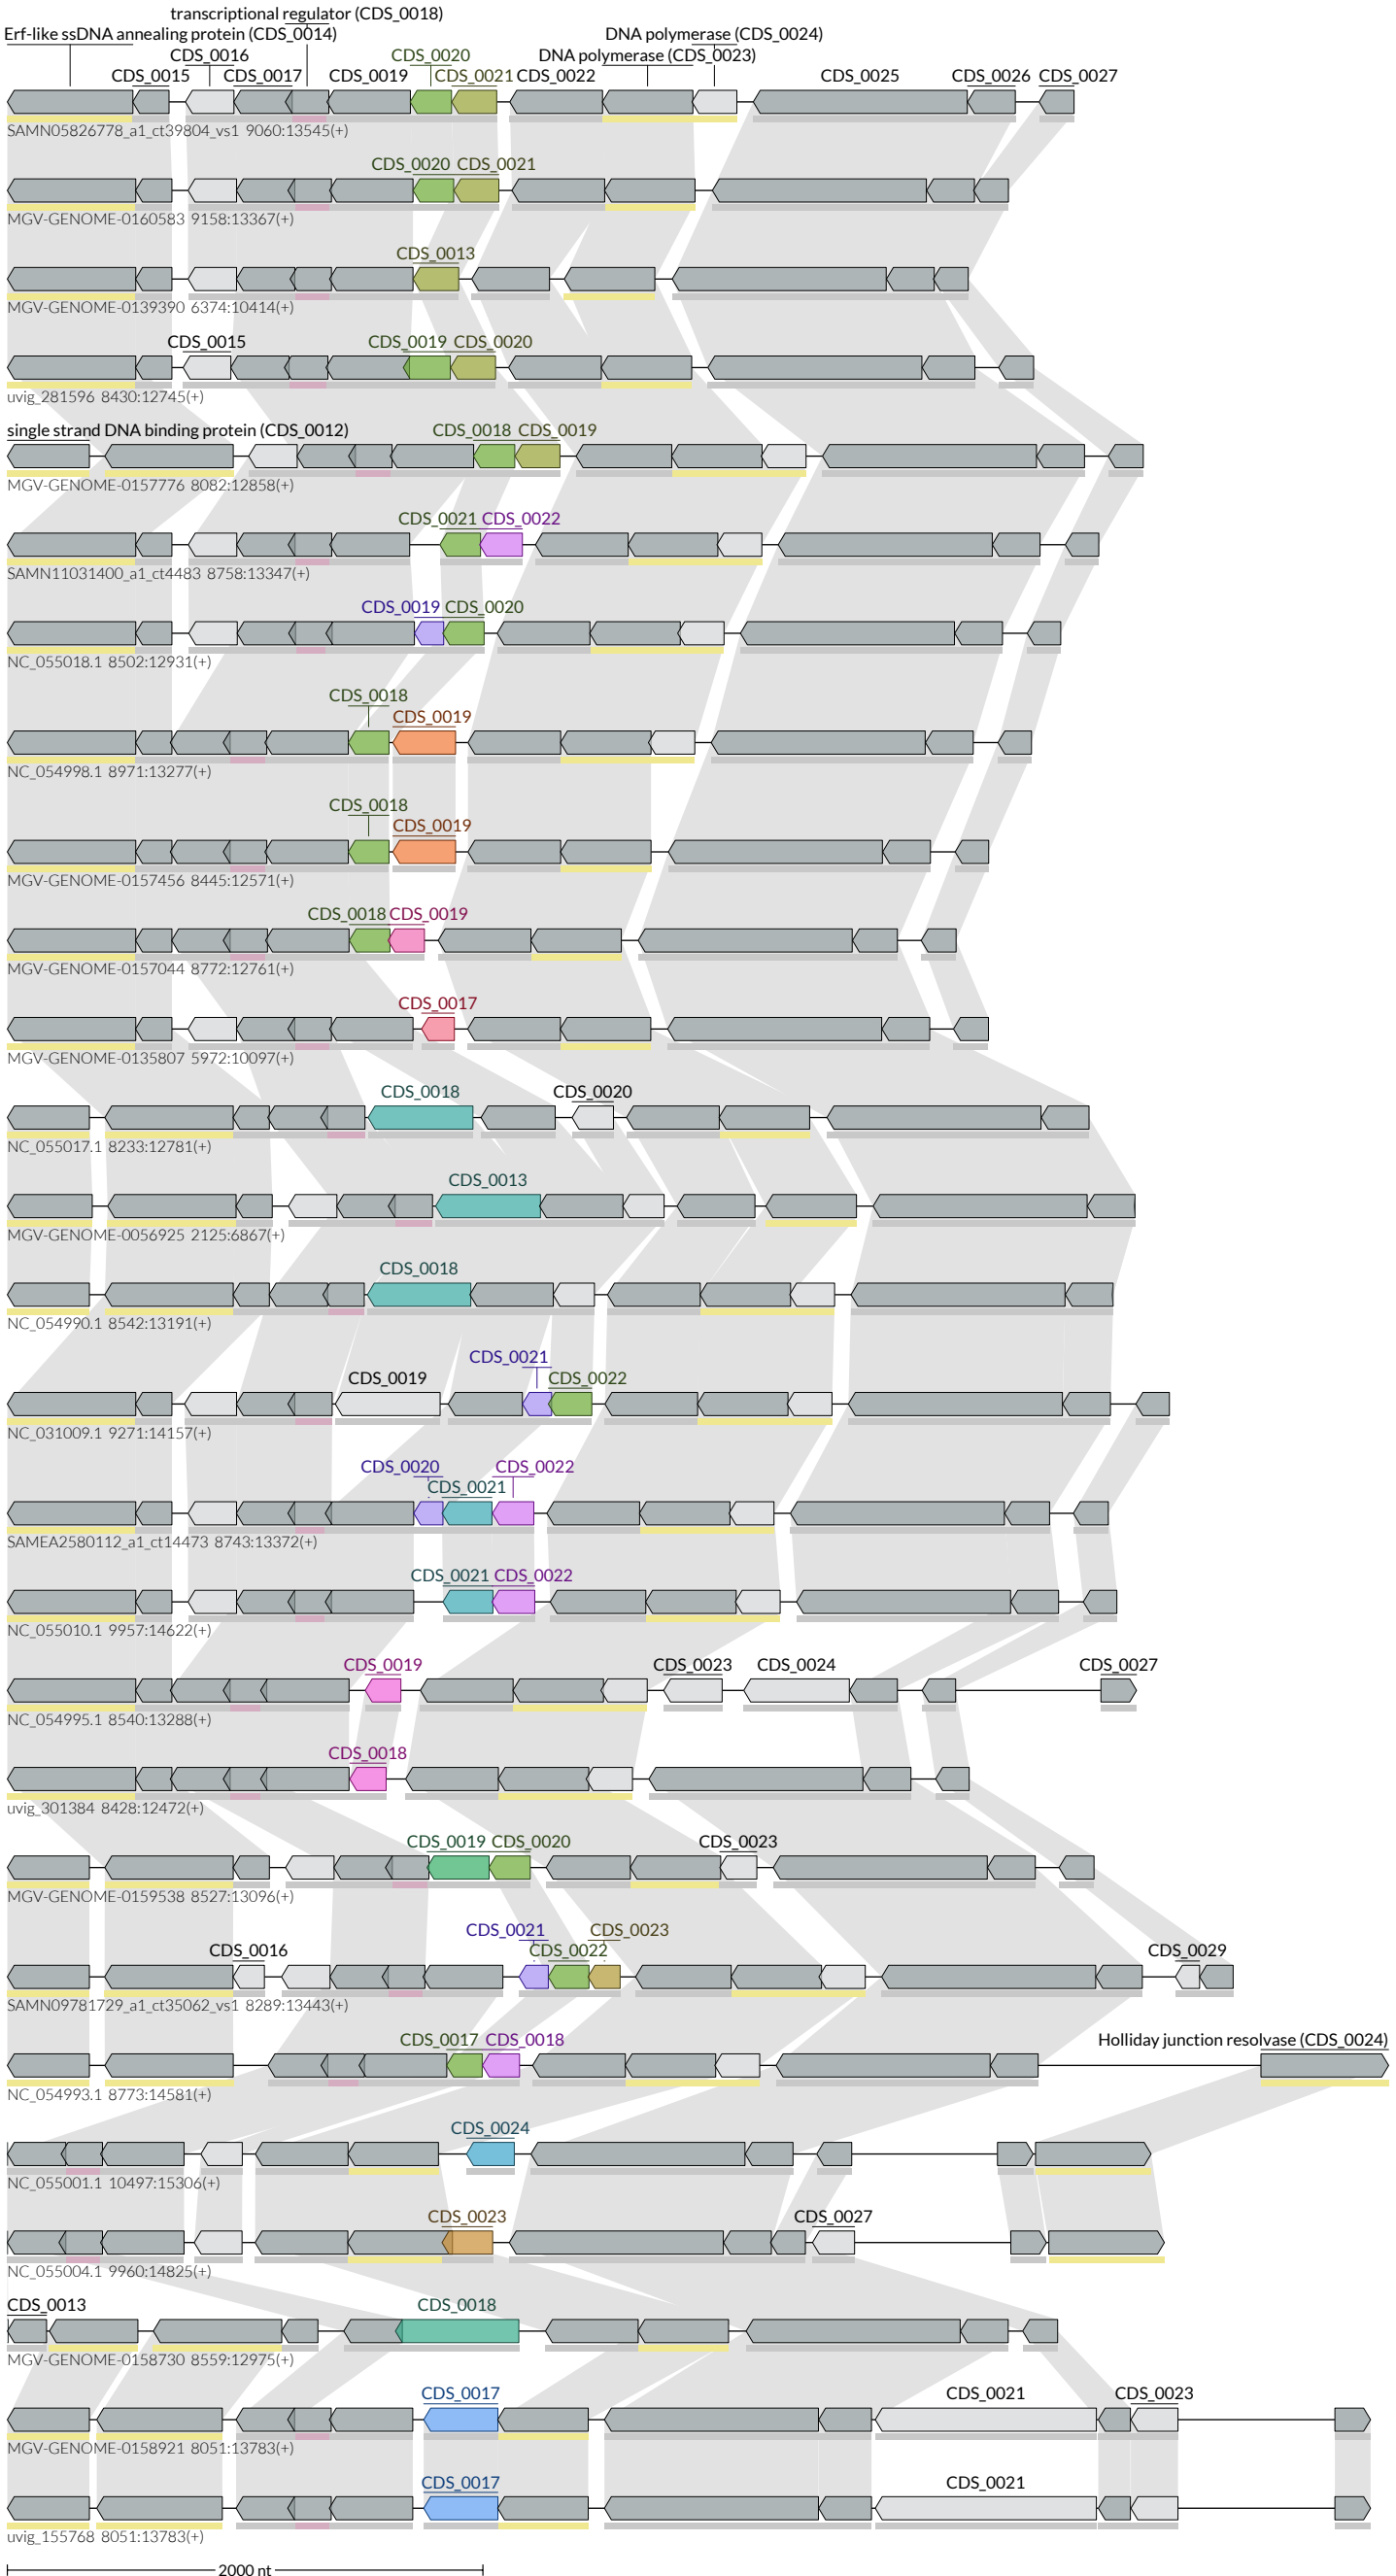 transcriptional regulator (CDS_0018)
Erf-like ssDNA annealing protein (CDS_0014) DNA polymerase (CDS_0024)
CDS_0016 CDS_0020 DNA polymerase (CDS_0023)
CDS_0015 CDS_0017 CDS_0019 CDS_0021 CDS_0022 CDS_0025 CDS_0026 CDS_0027
SAMN05826778_a1_ct39804_vs1 9060:13545(+)
CDS_0020 CDS_0021
MGV-GENOME-0160583 9158:13367(+)
CDS_0013
MGV-GENOME-0139390 6374:10414(+)
CDS_0015 CDS_0019 CDS_0020
uvig_281596 8430:12745(+)
single strand DNA binding protein (CDS_0012) CDS_0018 CDS_0019
MGV-GENOME-0157776 8082:12858(+)
CDS_0021 CDS_0022
SAMN11031400_a1_ct4483 8758:13347(+)
CDS_0019 CDS_0020
NC_055018.1 8502:12931(+)
CDS_0018
CDS_0019
NC_054998.1 8971:13277(+)
CDS_0018
CDS_0019
MGV-GENOME-0157456 8445:12571(+)
CDS_0018 CDS_0019
MGV-GENOME-0157044 8772:12761(+)
CDS_0017
MGV-GENOME-0135807 5972:10097(+)
CDS_0018 CDS_0020
NC_055017.1 8233:12781(+)
CDS_0013
MGV-GENOME-0056925 2125:6867(+)
CDS_0018
NC_054990.1 8542:13191(+)
CDS_0021
CDS_0019 CDS_0022
NC_031009.1 9271:14157(+)
CDS_0020 CDS_0022
CDS_0021
SAMEA2580112_a1_ct14473 8743:13372(+)
CDS_0021 CDS_0022
NC_055010.1 9957:14622(+)
CDS_0019 CDS_0023 CDS_0024 CDS_0027
NC_054995.1 8540:13288(+)
CDS_0018
uvig_301384 8428:12472(+)
CDS_0019 CDS_0020 CDS_0023
MGV-GENOME-0159538 8527:13096(+)
CDS_0021 CDS_0023
CDS_0016 CDS_0022 CDS_0029
SAMN09781729_a1_ct35062_vs1 8289:13443(+)
CDS_0017 CDS_0018 Holliday junction resolvase (CDS_0024)
NC_054993.1 8773:14581(+)
CDS_0024
NC_055001.1 10497:15306(+)
CDS_0023 CDS_0027
NC_055004.1 9960:14825(+)
CDS_0013 CDS_0018
MGV-GENOME-0158730 8559:12975(+)
CDS_0017 CDS_0021 CDS_0023
MGV-GENOME-0158921 8051:13783(+)
CDS_0017 CDS_0021
uvig_155768 8051:13783(+)
2000 nt